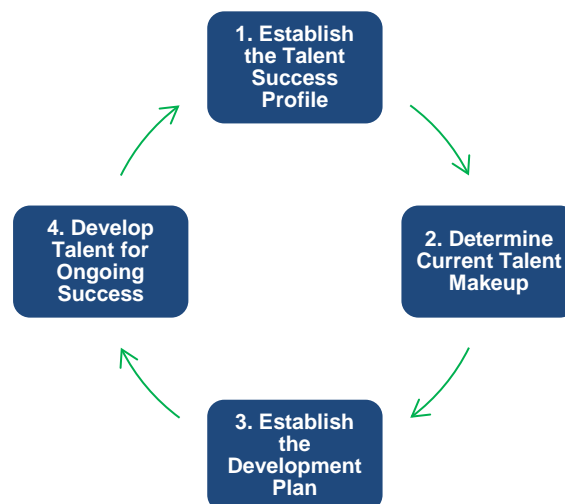 1. Establish
the Talent
Success
Profile
2. Determine
Current Talent
Makeup
3. Establish
the
Development
Plan
4. Develop
Talent for
Ongoing
Success